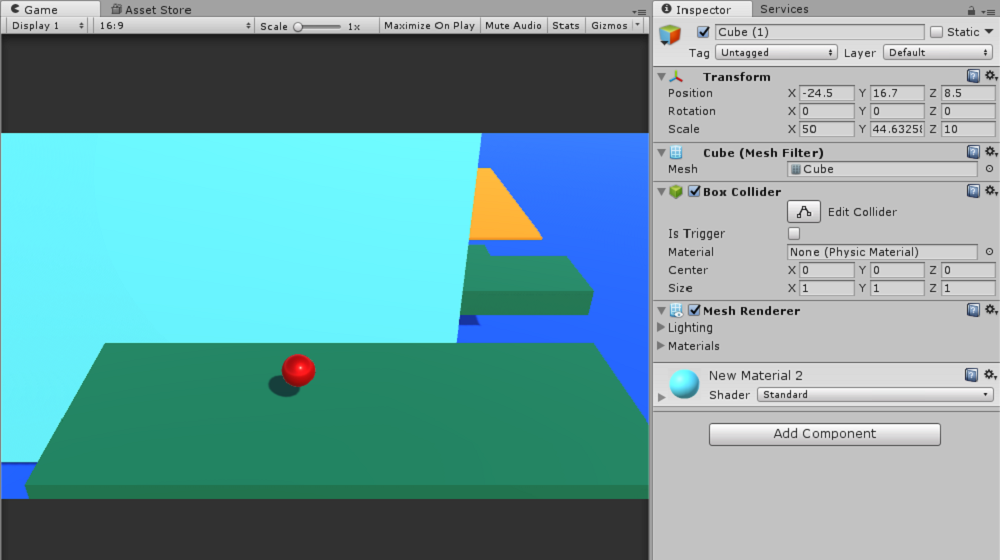 Game Asset Store
Display 1 16:9 Scale 1x Maximize On Play Mute Audio Stats Gizmos
Inspector Services
Cube (1) Static
Tag Untagged Layer Default
Transform
Position X -24.5 Y 16.7 Z 8.5
Rotation X 0 Y 0 Z 0
Scale X 50 Y 44.6325 Z 10
Cube (Mesh Filter)
Mesh Cube
Box Collider
Edit Collider
Is Trigger
Material None (Physic Material)
Center X 0 Y 0 Z 0
Size X 1 Y 1 Z 1
Mesh Renderer
Lighting
Materials
New Material 2
Shader Standard
Add Component